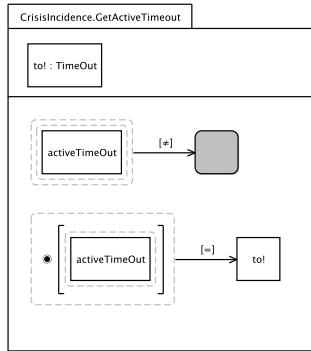 CrisisIncidence.GetActiveTimeout
to! : TimeOut
activeTimeOut
[≠]
activeTimeOut
[=]
to!